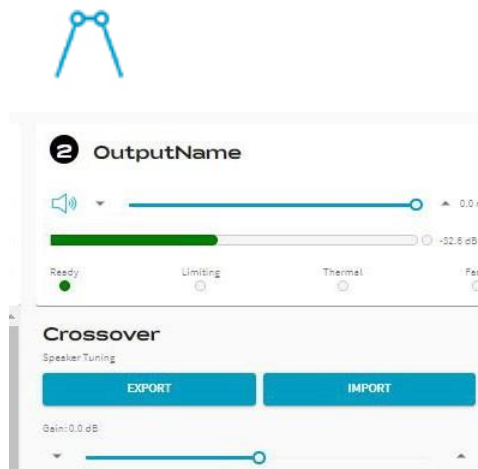 2 OutputName
0.0
-32.6 dB
Ready Limiting Thermal
Crossover
Speaker Tuning
EXPORT IMPORT
Gain: 0.0 dB